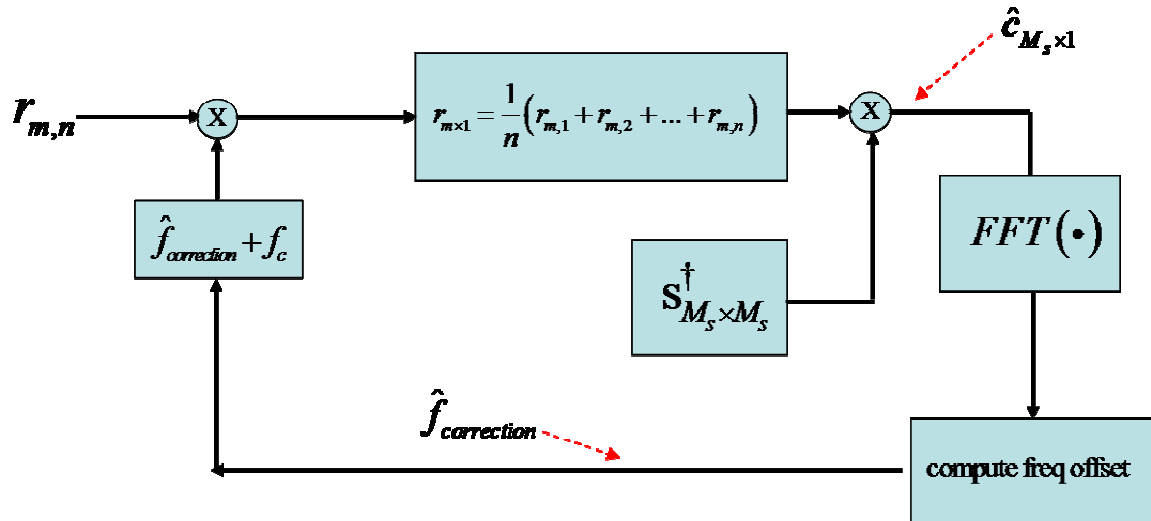 ĉ_{M_s×1}
r_{m,n}
X
r_{m×1} = \frac{1}{n}(r_{m,1} + r_{m,2} + ... + r_{m,n})
X
f̂_{correction} + f_c
FFT(•)
S^†_{M_s×M_s}
f̂_{correction}
compute freq offset